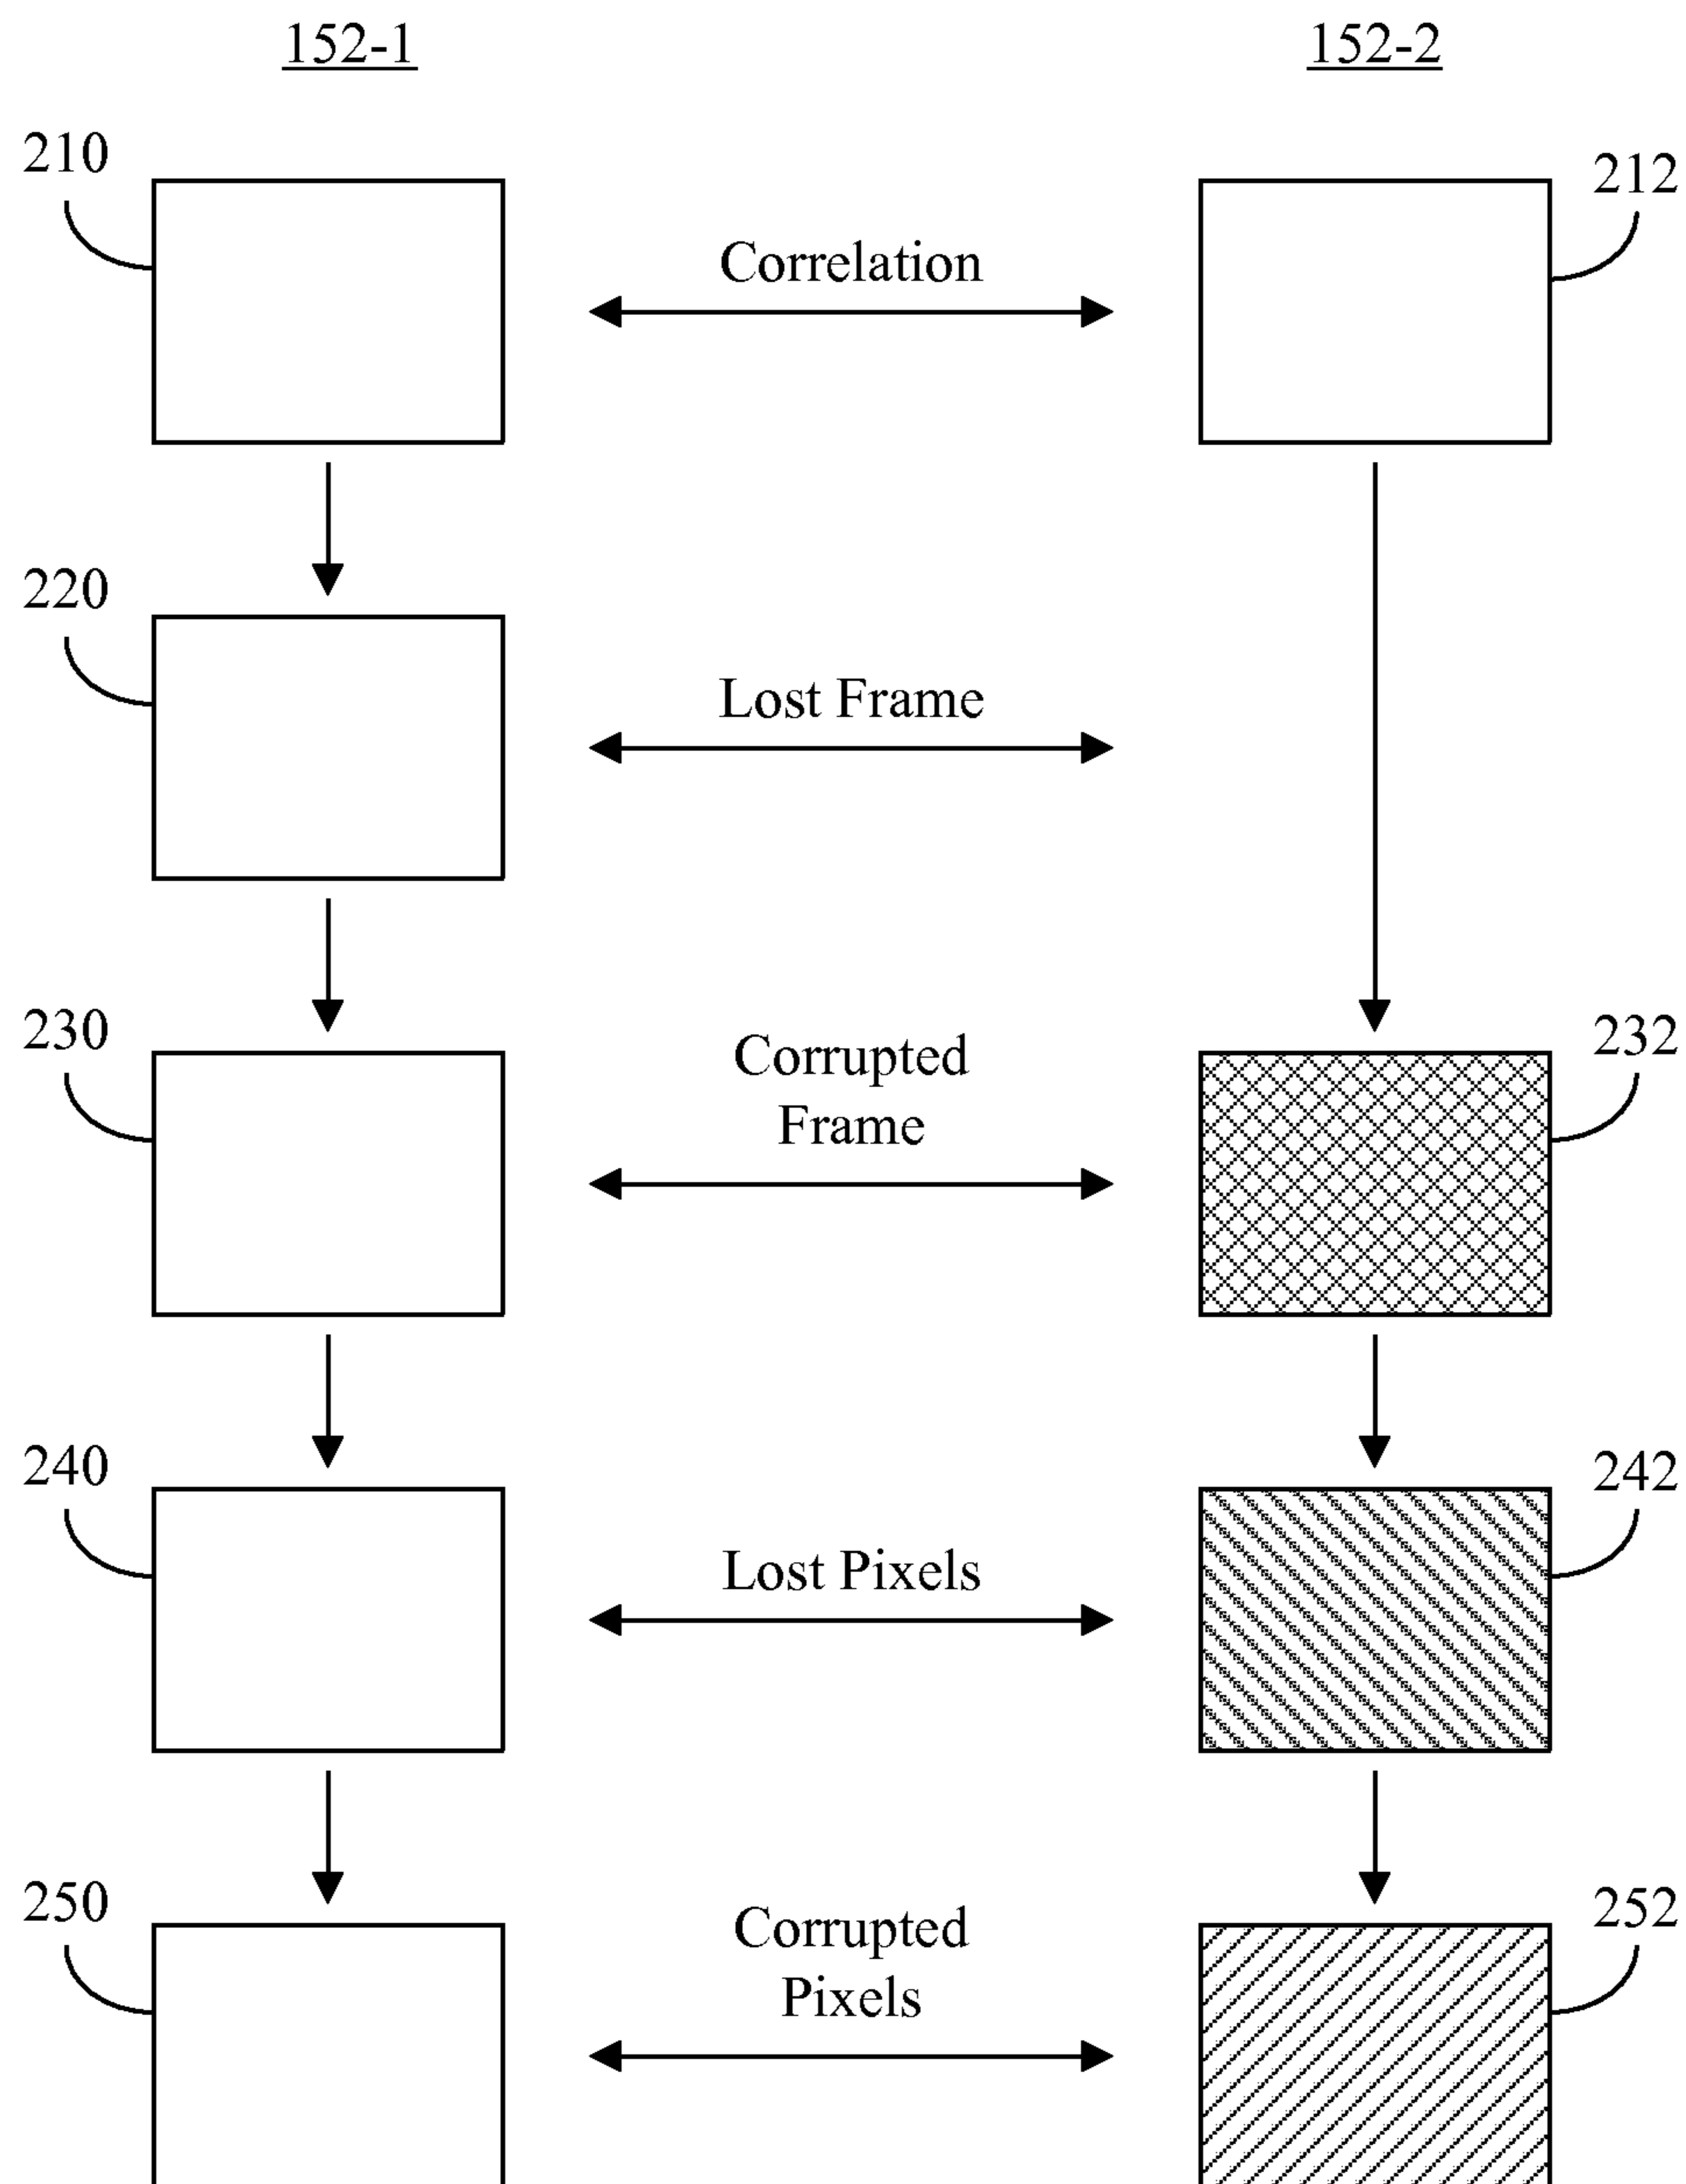 152-1 152-2
210 212
Correlation
220
Lost Frame
230 232
Corrupted
Frame
240 242
Lost Pixels
250 252
Corrupted
Pixels